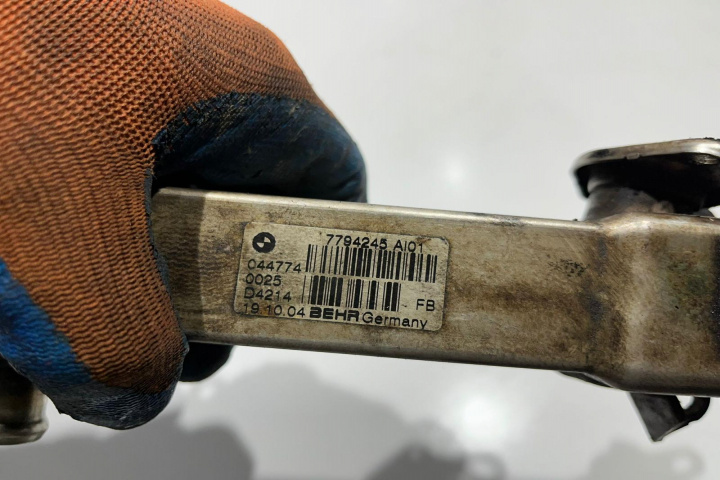 7794245 AI01
044774
0025
D4214 FB
19.10.04 BEHR Germany